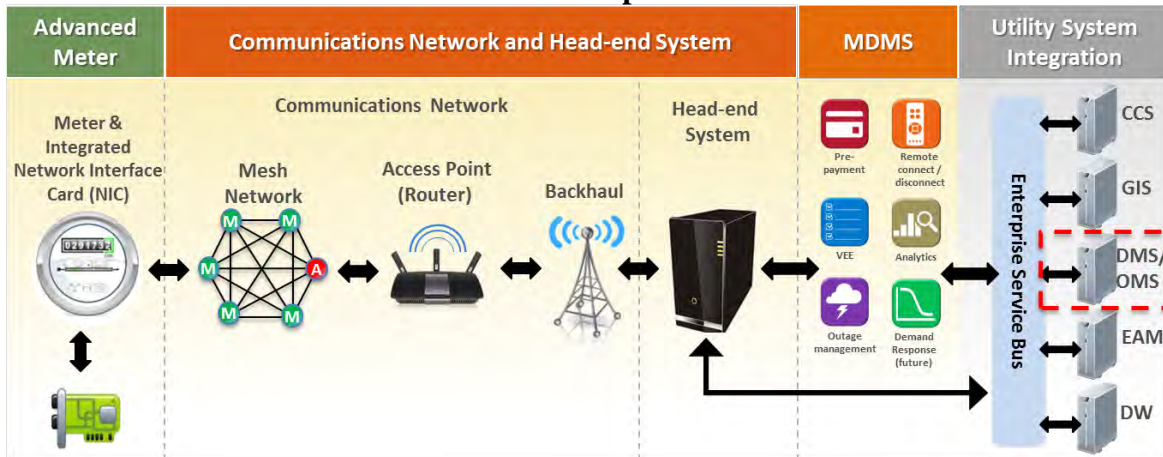 Advanced
Meter
Communications Network and Head-end System
MDMS
Utility System
Integration
Communications Network
Meter &
Integrated
Network Interface
Card (NIC)
Mesh
Network
M
M
M
A
M
M
Access Point
(Router)
Backhaul
Head-end
System
Pre-
payment
Remote
connect /
disconnect
VEE
Analytics
Outage
management
Demand
Response
(future)
Enterprise Service Bus
CCS
GIS
DMS/
OMS
EAM
DW